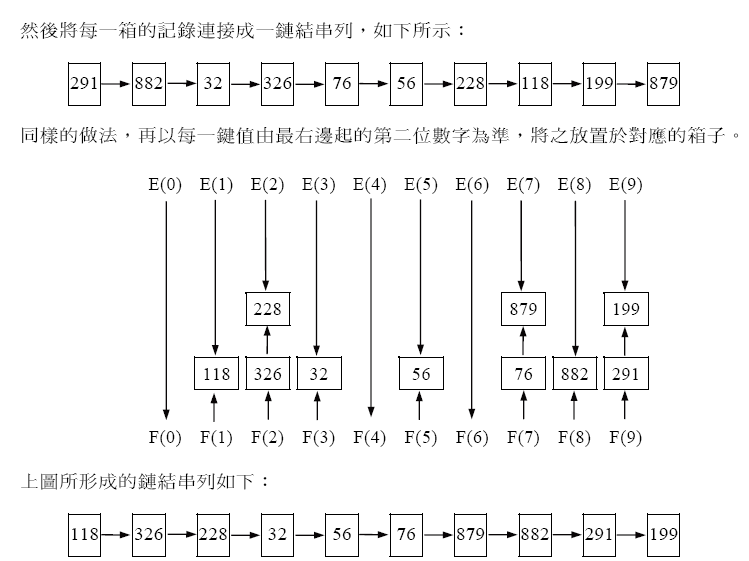 然後將每一箱的記錄連接成一鏈結串列，如下所示：
291 882 32 326 76 56 228 118 199 879
同樣的做法，再以每一鍵值由最右邊起的第二位數字為準，將之放置於對應的箱子。
E(0) E(1) E(2) E(3) E(4) E(5) E(6) E(7) E(8) E(9)
228 879 199
118 326 32 56 76 882 291
F(0) F(1) F(2) F(3) F(4) F(5) F(6) F(7) F(8) F(9)
上圖所形成的鏈結串列如下：
118 326 228 32 56 76 879 882 291 199